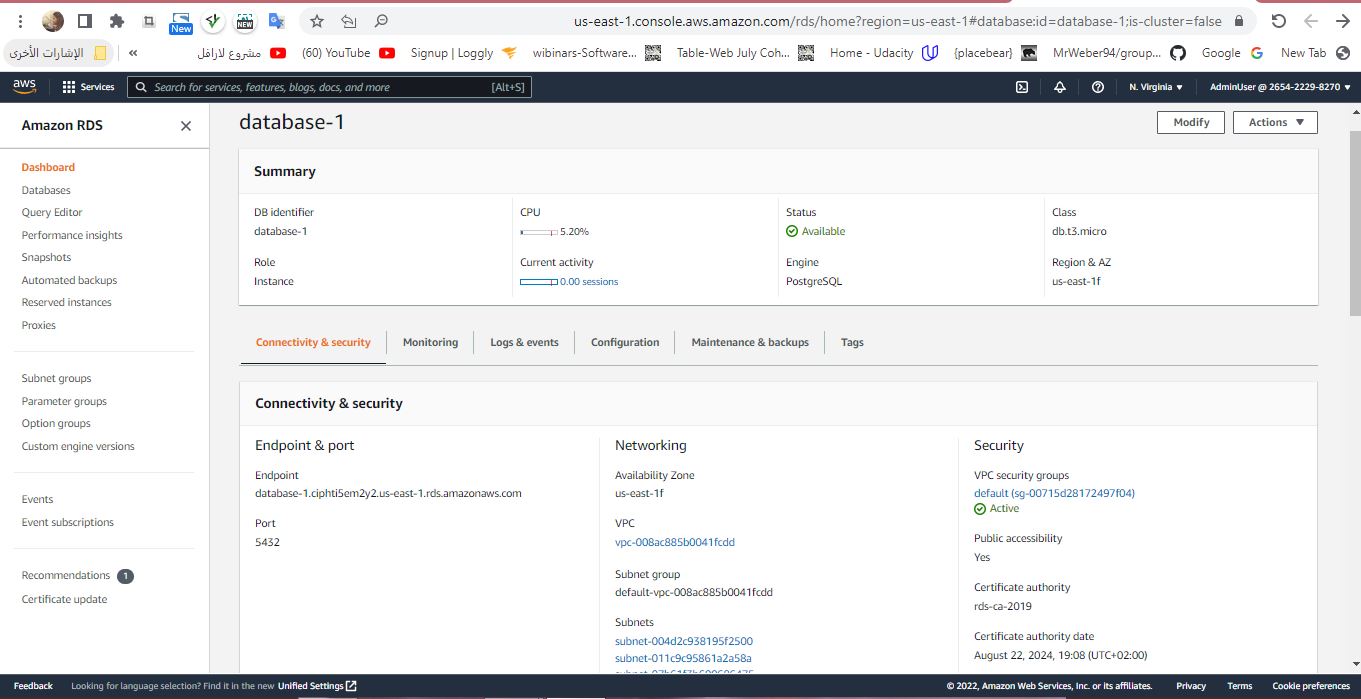 New
NEW
us-east-1.console.aws.amazon.com/rds/home?region=us-east-1#database:id=database-1;is-cluster=false
الإشارات الأخرى
«
مشروع لازافل
(60) YouTube
Signup | Loggly
wibinars-Software...
Table-Web July Coh...
Home - Udacity
{placebear}
MrWeber94/group...
Google
New Tab
aws
Services
Search for services, features, blogs, docs, and more
[Alt+S]
N. Virginia
AdminUser @ 2654-2229-8270
Amazon RDS
Dashboard
Databases
Query Editor
Performance insights
Snapshots
Automated backups
Reserved instances
Proxies
Subnet groups
Parameter groups
Option groups
Custom engine versions
Events
Event subscriptions
Recommendations 1
Certificate update
database-1
Modify
Actions
Summary
DB identifier
database-1
CPU
5.20%
Status
Available
Class
db.t3.micro
Role
Instance
Current activity
0.00 sessions
Engine
PostgreSQL
Region & AZ
us-east-1f
Connectivity & security
Monitoring
Logs & events
Configuration
Maintenance & backups
Tags
Connectivity & security
Endpoint & port
Endpoint
database-1.ciphti5em2y2.us-east-1.rds.amazonaws.com
Port
5432
Networking
Availability Zone
us-east-1f
VPC
vpc-008ac885b0041fcdd
Subnet group
default-vpc-008ac885b0041fcdd
Subnets
subnet-004d2c938195f2500
subnet-011c9c95861a2a58a
Security
VPC security groups
default (sg-00715d28172497f04)
Active
Public accessibility
Yes
Certificate authority
rds-ca-2019
Certificate authority date
August 22, 2024, 19:08 (UTC+02:00)
Feedback
Looking for language selection? Find it in the new Unified Settings
© 2022, Amazon Web Services, Inc. or its affiliates.
Privacy
Terms
Cookie preferences